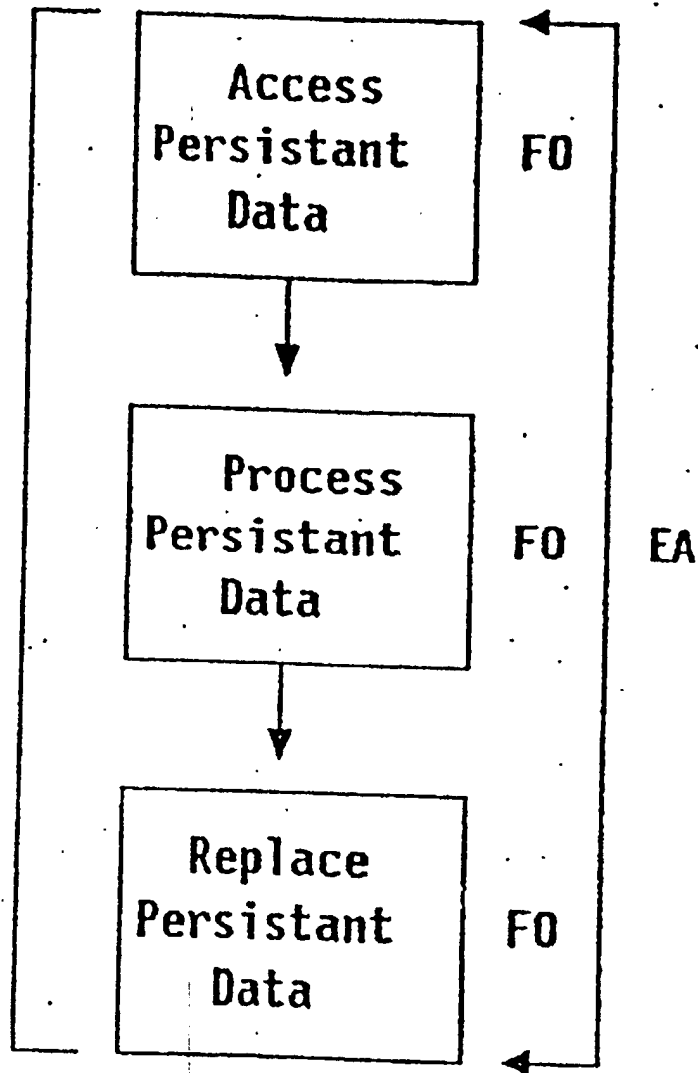 Access
Persistant
Data
FO
Process
Persistant
Data
FO
EA
Replace
Persistant
Data
FO